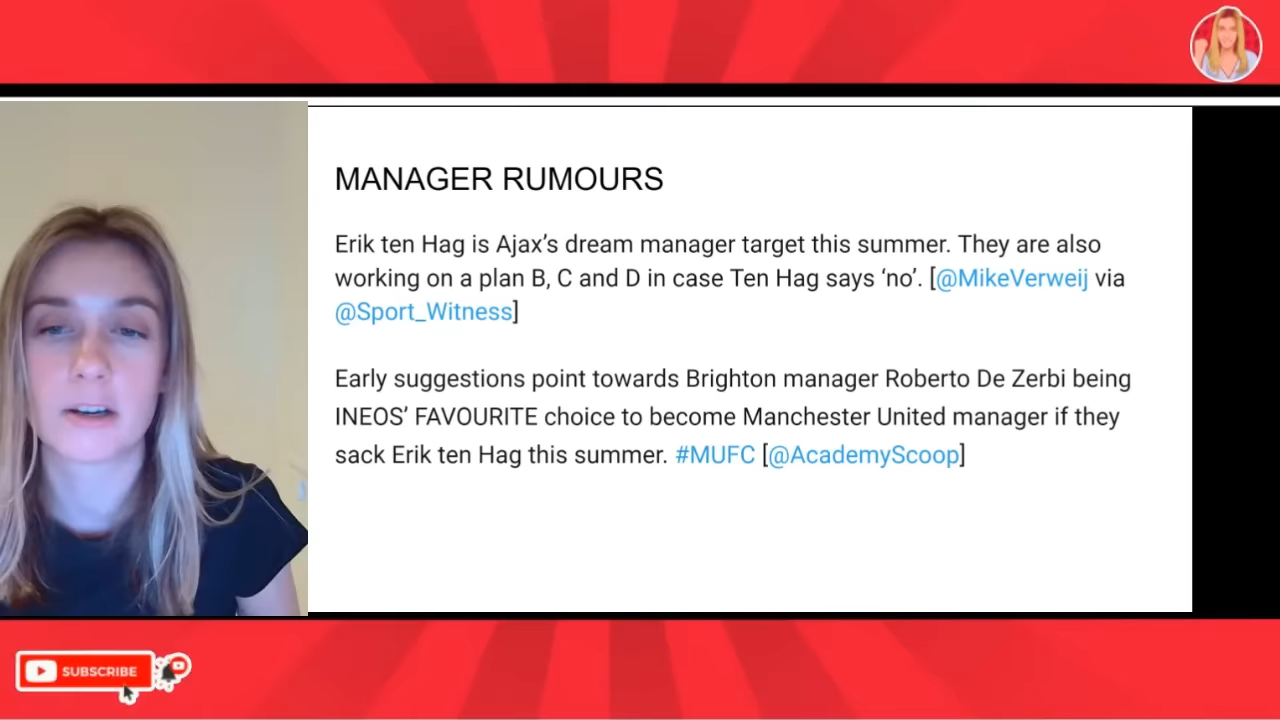 MANAGER RUMOURS
Erik ten Hag is Ajax’s dream manager target this summer. They are also
working on a plan B, C and D in case Ten Hag says ‘no’. [@MikeVerweij via
@Sport_Witness]
Early suggestions point towards Brighton manager Roberto De Zerbi being
INEOS’ FAVOURITE choice to become Manchester United manager if they
sack Erik ten Hag this summer. #MUFC [@AcademyScoop]
SUBSCRIBE